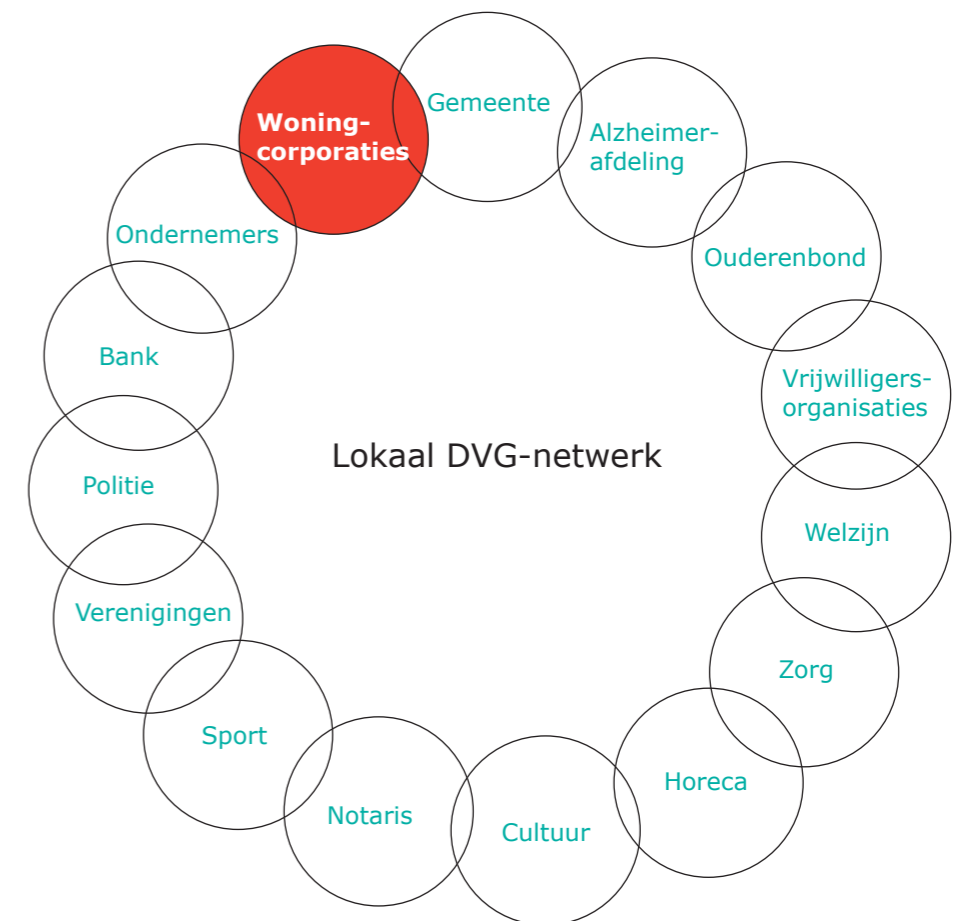 Woning-
corporaties
Gemeente
Alzheimer-
afdeling
Ouderenbond
Vrijwilligers-
organisaties
Welzijn
Zorg
Horeca
Cultuur
Notaris
Sport
Verenigingen
Politie
Bank
Ondernemers
Lokaal DVG-netwerk